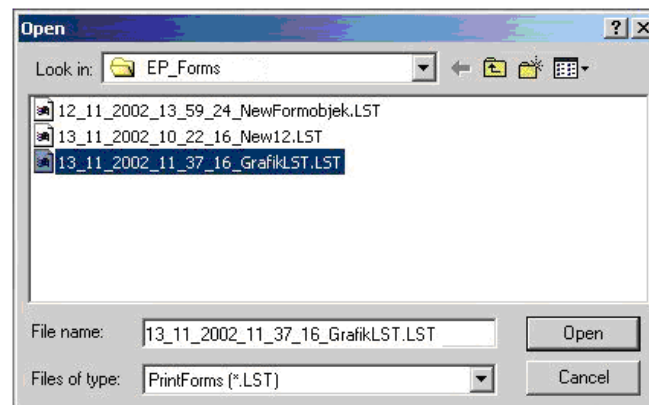 Open
Look in: EP_Forms
12_11_2002_13_59_24_NewFormobjek.LST
13_11_2002_10_22_16_New12.LST
13_11_2002_11_37_16_GrafikLST.LST
File name: 13_11_2002_11_37_16_GrafikLST.LST Open
Files of type: PrintForms (*.LST) Cancel